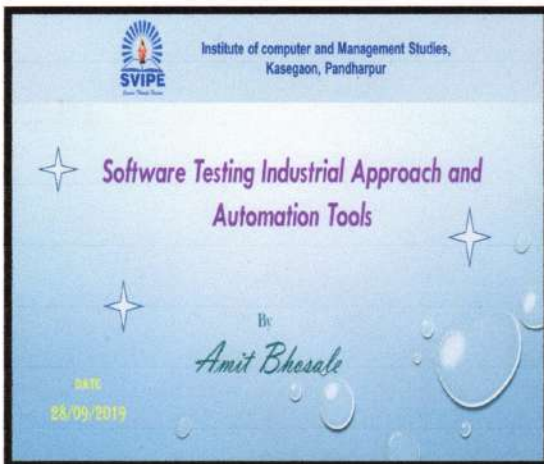 SVIPE
Institute of computer and Management Studies,
Kasegaon, Pandharpur
Software Testing Industrial Approach and
Automation Tools
By
Amit Bhosale
DATE
28/09/2019